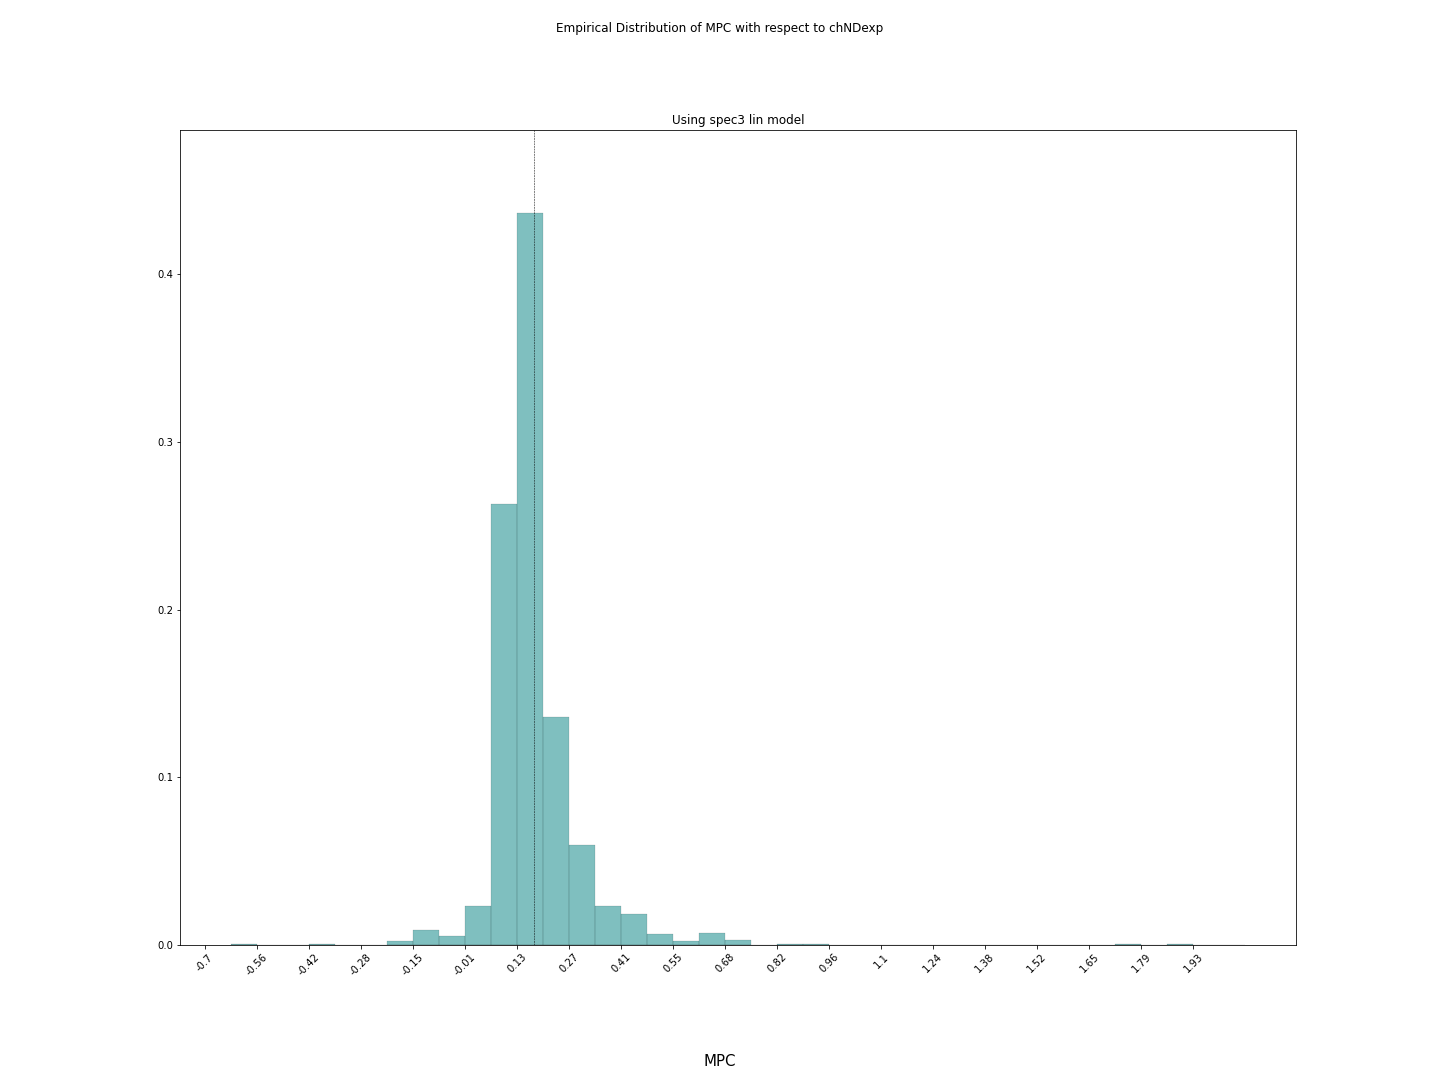 Empirical Distribution of MPC with respect to chNDexp
Using spec3 lin model
0.4
0.3
0.2
0.1
0.0
-0.7 -0.56 -0.42 -0.28 -0.15 -0.01 0.13 0.27 0.41 0.55 0.68 0.82 0.96 1.1 1.24 1.38 1.52 1.65 1.79 1.93
MPC